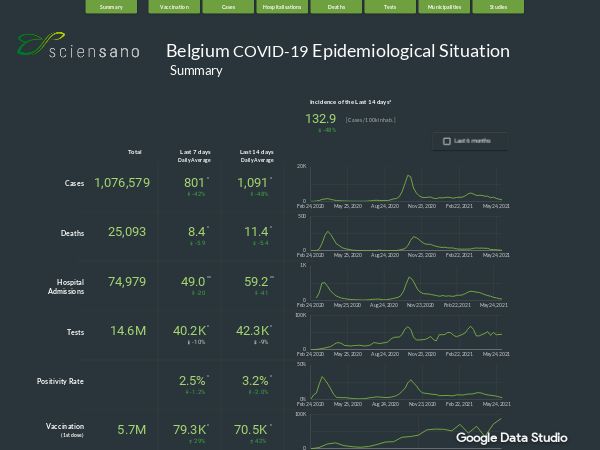 Summary Vaccination Cases Hospitalisations Deaths Tests Municipalities Studies
sciensano
Belgium COVID-19 Epidemiological Situation
Summary
Incidence of the Last 14 days*
132.9 [Cases/100k inhab.]
-48%
Last 6 months
Total Last 7 days Last 14 days
Daily Average Daily Average
Cases 1,076,579 801* 1,091*
-42% -48%
20K
0
Feb 24, 2020 May 25, 2020 Aug 24, 2020 Nov 23, 2020 Feb 22, 2021 May 24, 2021
Deaths 25,093 8.4* 11.4*
-5.9 -5.4
500
0
Feb 24, 2020 May 25, 2020 Aug 24, 2020 Nov 23, 2020 Feb 22, 2021 May 24, 2021
Hospital
Admissions 74,979 49.0** 59.2**
-20 -41
1K
0
Feb 24, 2020 May 25, 2020 Aug 24, 2020 Nov 23, 2020 Feb 22, 2021 May 24, 2021
Tests 14.6M 40.2K* 42.3K*
-10% -9%
100K
0
Feb 24, 2020 May 25, 2020 Aug 24, 2020 Nov 23, 2020 Feb 22, 2021 May 24, 2021
Positivity Rate 2.5%* 3.2%*
-1.2% -2.0%
50%
0
Feb 24, 2020 May 25, 2020 Aug 24, 2020 Nov 23, 2020 Feb 22, 2021 May 24, 2021
Vaccination
(1st dose) 5.7M 79.3K* 70.5K*
29% 43%
100K
0
Google Data Studio